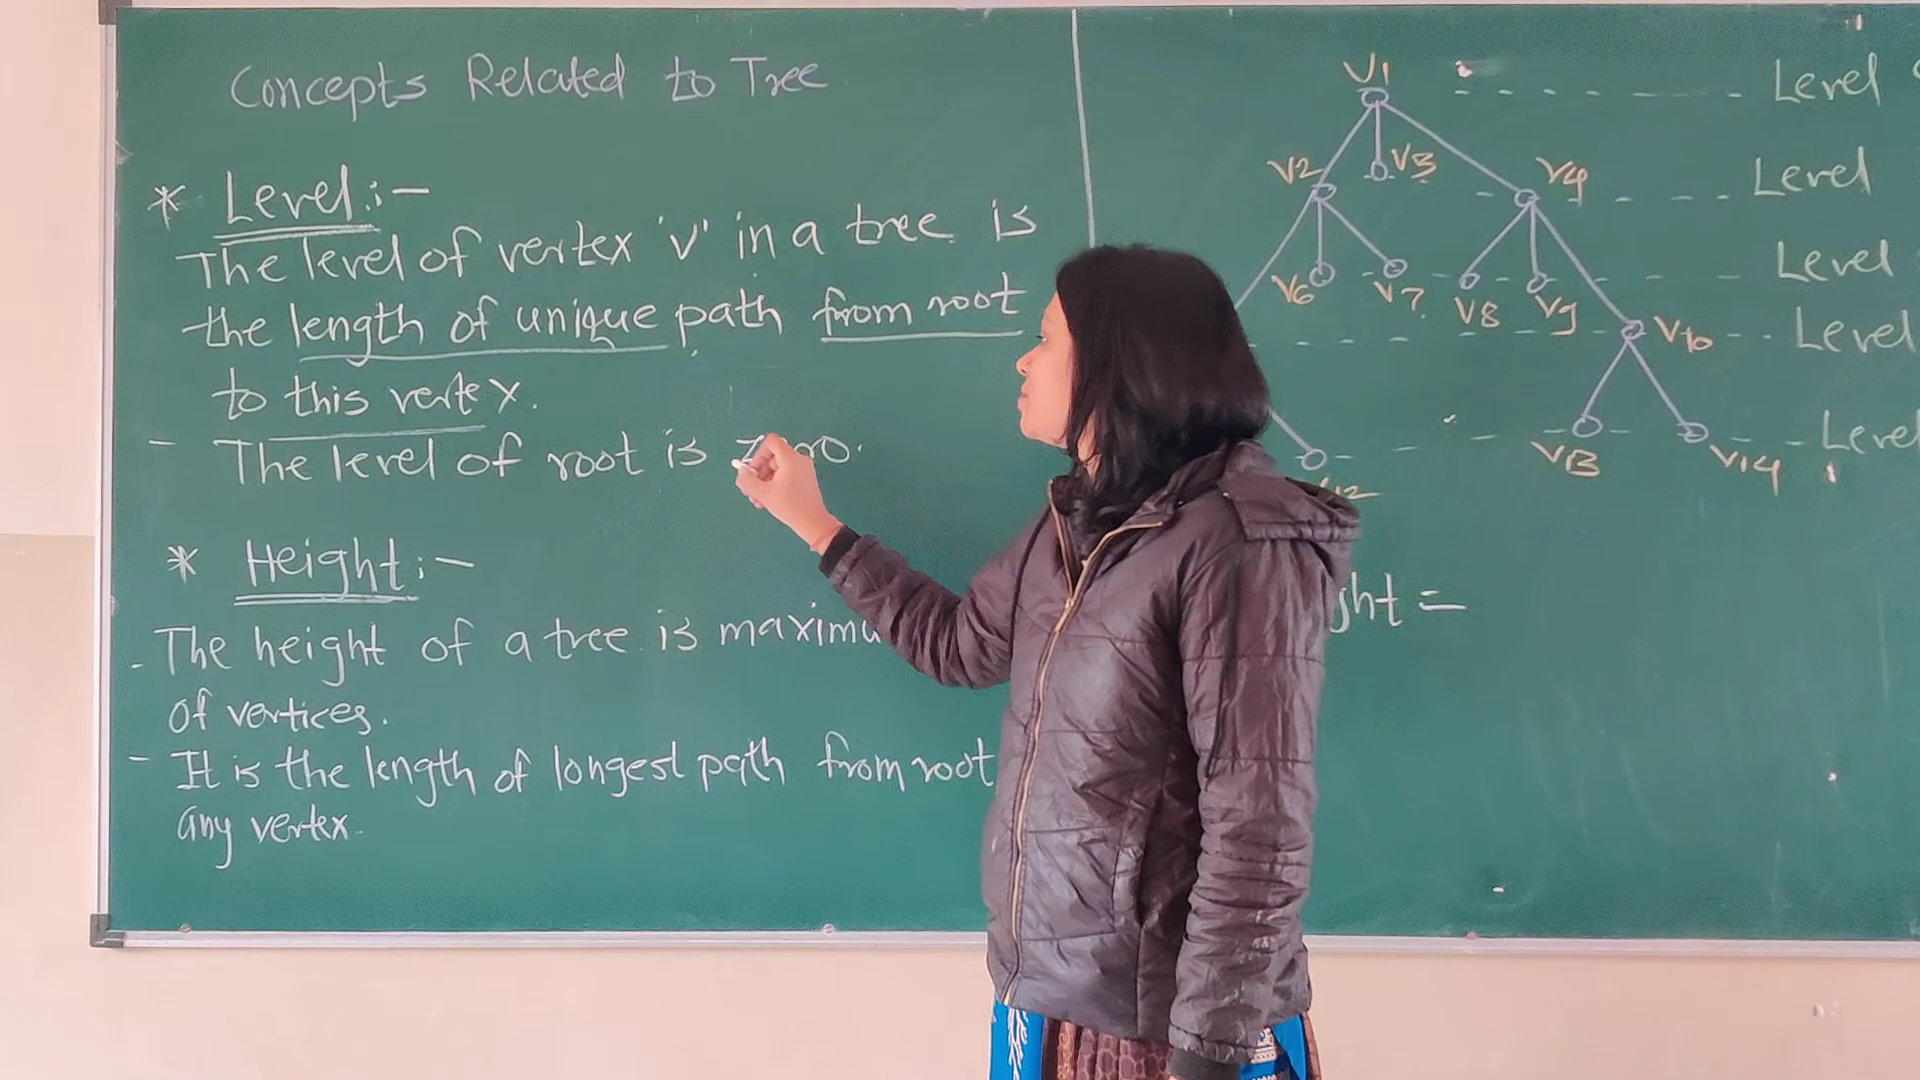 Concepts Related to Tree
* Level :-
The level of vertex 'v' in a tree is
the length of unique path from root
to this vertex.
- The level of root is
* Height :-
- The height of a tree is
of vertices.
- It is the length of longest path from root
any vertex.
V1
Level
V2 V3 V4
Level
V6 V7 V8 V9
Level
V10
Level
V13 V14
Level
=